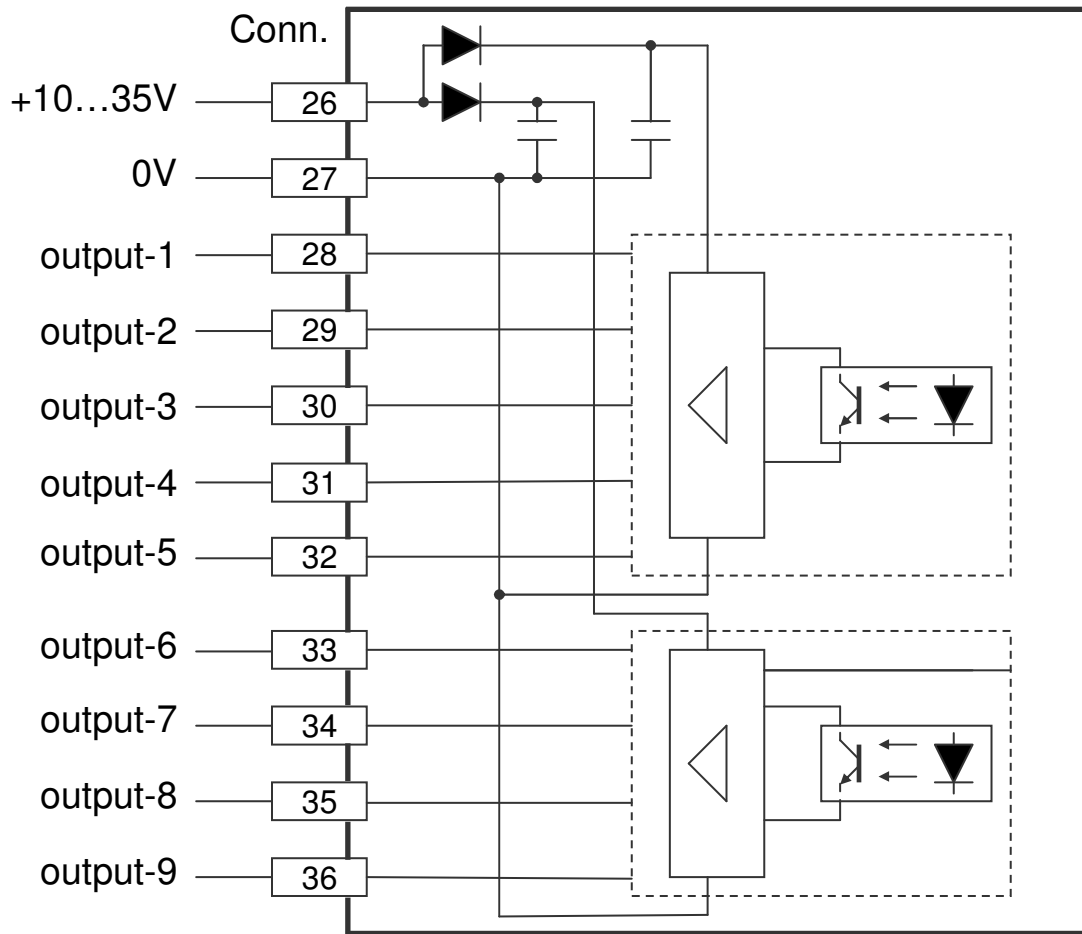 Conn.
+10…35V 26
0V 27
output-1 28
output-2 29
output-3 30
output-4 31
output-5 32
output-6 33
output-7 34
output-8 35
output-9 36